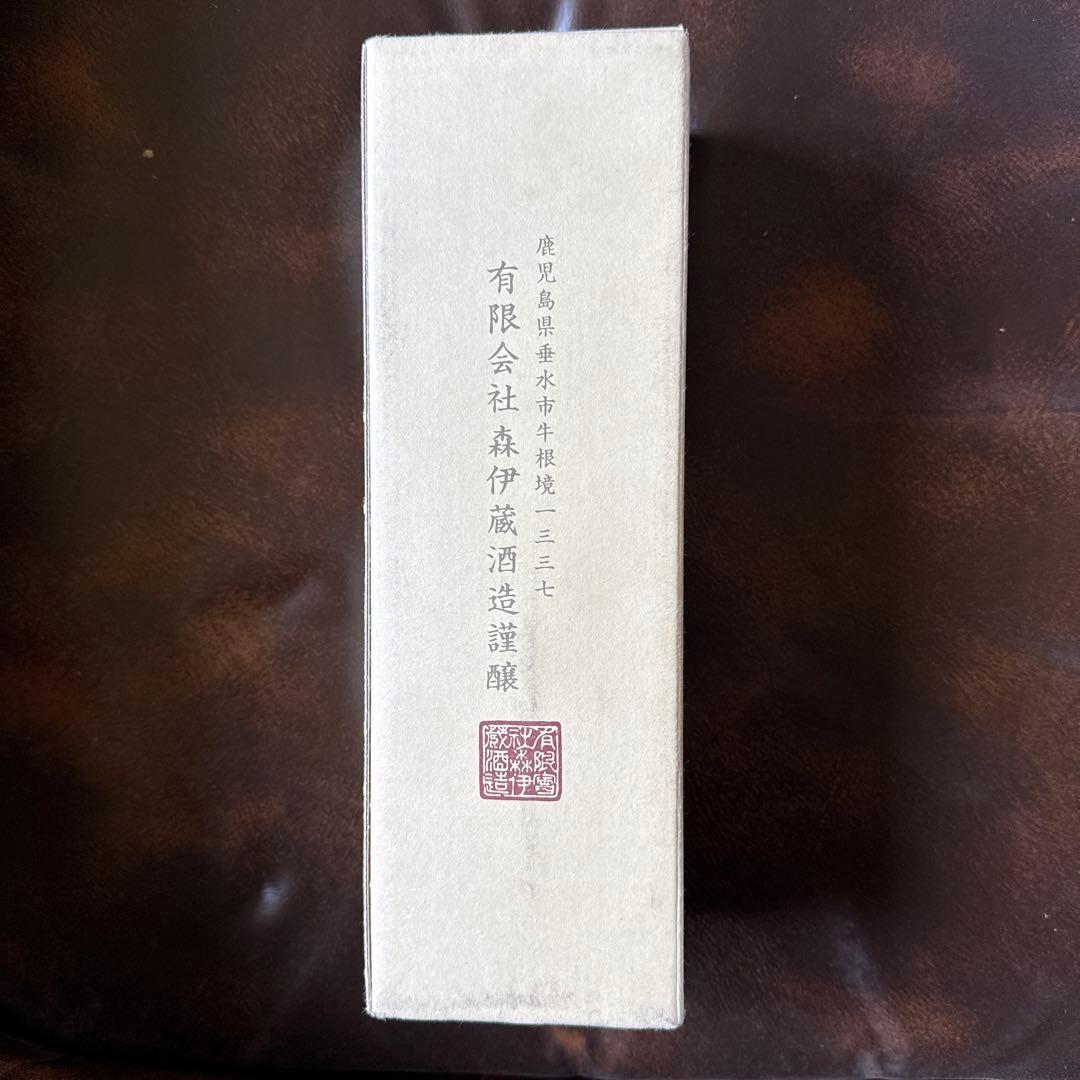 鹿児島県垂水市牛根境一三三七
有限会社 森伊蔵酒造謹醸
有限會
社森伊
蔵酒造